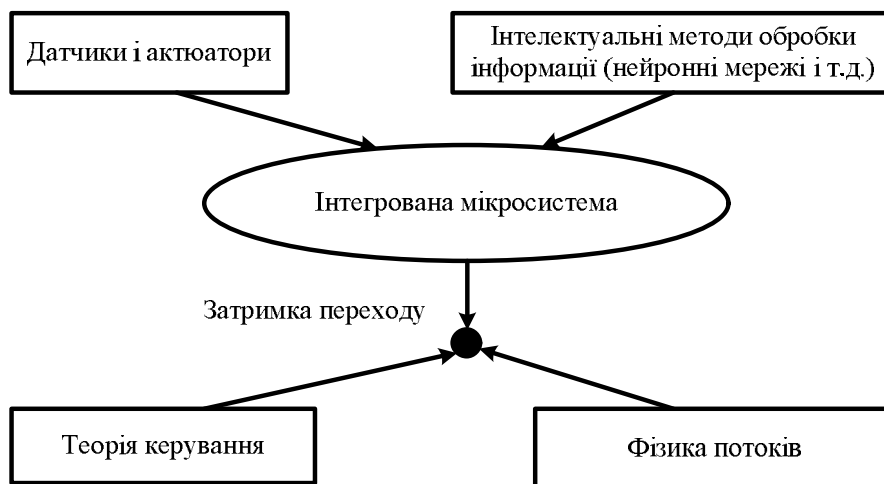 Датчики і актюатори
Інтелектуальні методи обробки
інформації (нейронні мережі і т.д.)
Інтегрована мікросистема
Затримка переходу
Теорія керування
Фізика потоків